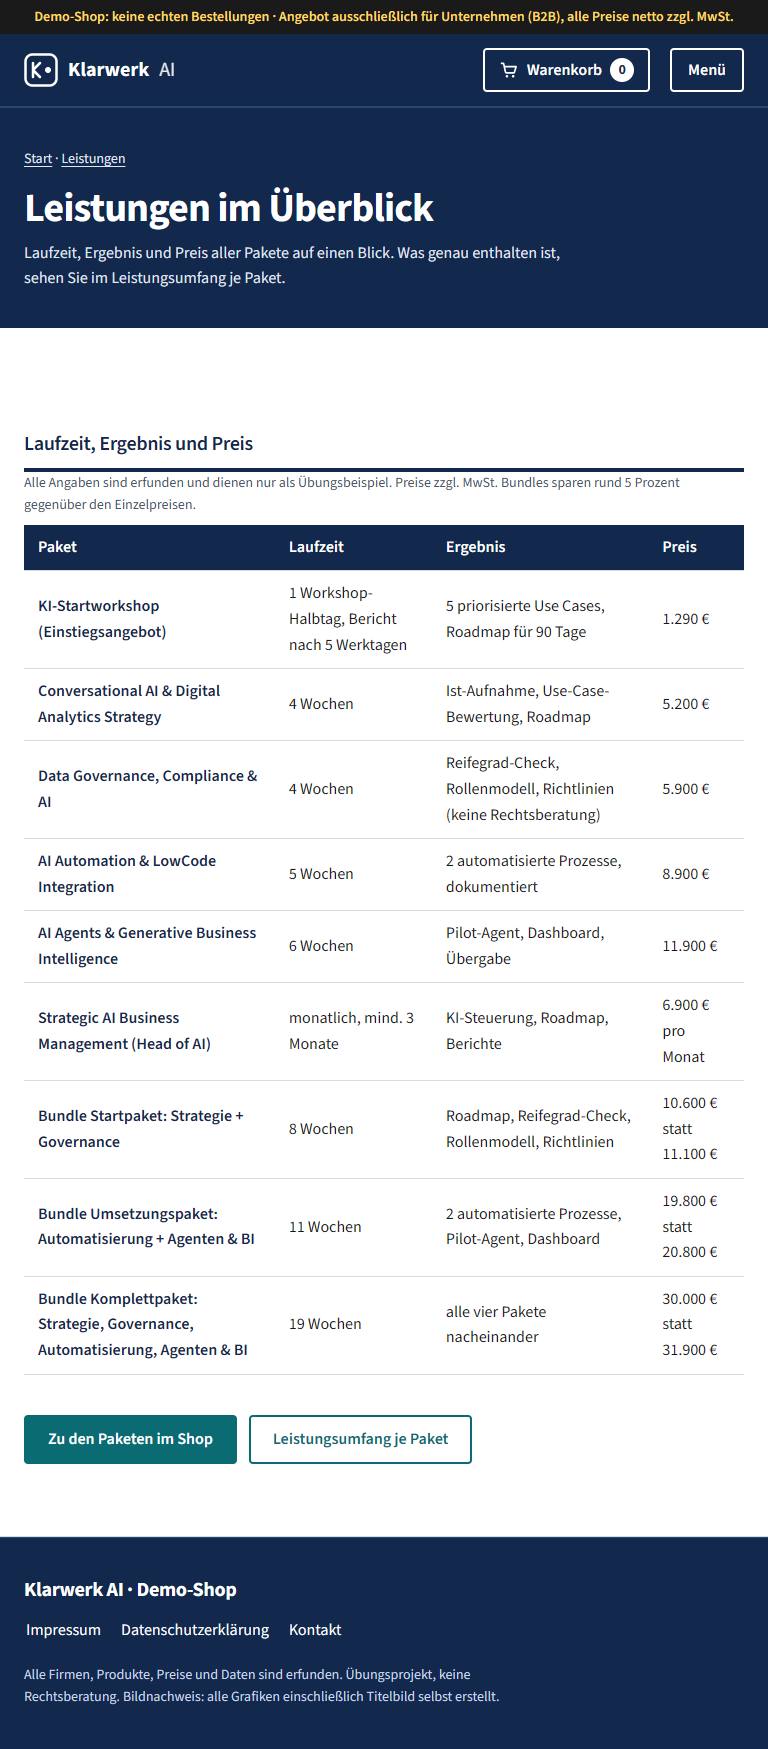 Demo-Shop: keine echten Bestellungen · Angebot ausschließlich für Unternehmen (B2B), alle Preise netto zzgl. MwSt.
K Klarwerk AI
Warenkorb 0
Menü
Start · Leistungen
Leistungen im Überblick
Laufzeit, Ergebnis und Preis aller Pakete auf einen Blick. Was genau enthalten ist,
sehen Sie im Leistungsumfang je Paket.
Laufzeit, Ergebnis und Preis
Alle Angaben sind erfunden und dienen nur als Übungsbeispiel. Preise zzgl. MwSt. Bundles sparen rund 5 Prozent
gegenüber den Einzelpreisen.
Paket Laufzeit Ergebnis Preis
KI-Startworkshop
(Einstiegsangebot)
1 Workshop-
Halbtag, Bericht
nach 5 Werktagen
5 priorisierte Use Cases,
Roadmap für 90 Tage
1.290 €
Conversational AI & Digital
Analytics Strategy
4 Wochen
Ist-Aufnahme, Use-Case-
Bewertung, Roadmap
5.200 €
Data Governance, Compliance &
AI
4 Wochen
Reifegrad-Check,
Rollenmodell, Richtlinien
(keine Rechtsberatung)
5.900 €
AI Automation & LowCode
Integration
5 Wochen
2 automatisierte Prozesse,
dokumentiert
8.900 €
AI Agents & Generative Business
Intelligence
6 Wochen
Pilot-Agent, Dashboard,
Übergabe
11.900 €
Strategic AI Business
Management (Head of AI)
monatlich, mind. 3
Monate
KI-Steuerung, Roadmap,
Berichte
6.900 €
pro
Monat
Bundle Startpaket: Strategie +
Governance
8 Wochen
Roadmap, Reifegrad-Check,
Rollenmodell, Richtlinien
10.600 €
statt
11.100 €
Bundle Umsetzungspaket:
Automatisierung + Agenten & BI
11 Wochen
2 automatisierte Prozesse,
Pilot-Agent, Dashboard
19.800 €
statt
20.800 €
Bundle Komplettpaket:
Strategie, Governance,
Automatisierung, Agenten & BI
19 Wochen
alle vier Pakete
nacheinander
30.000 €
statt
31.900 €
Zu den Paketen im Shop
Leistungsumfang je Paket
Klarwerk AI · Demo-Shop
Impressum Datenschutzerklärung Kontakt
Alle Firmen, Produkte, Preise und Daten sind erfunden. Übungsprojekt, keine
Rechtsberatung. Bildnachweis: alle Grafiken einschließlich Titelbild selbst erstellt.